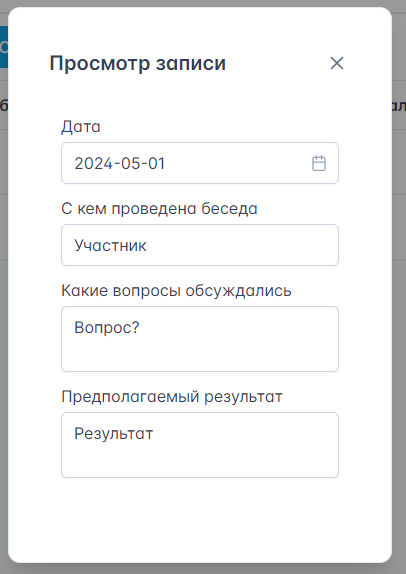 Просмотр записи
Дата
2024-05-01
С кем проведена беседа
Участник
Какие вопросы обсуждались
Вопрос?
Предполагаемый результат
Результат